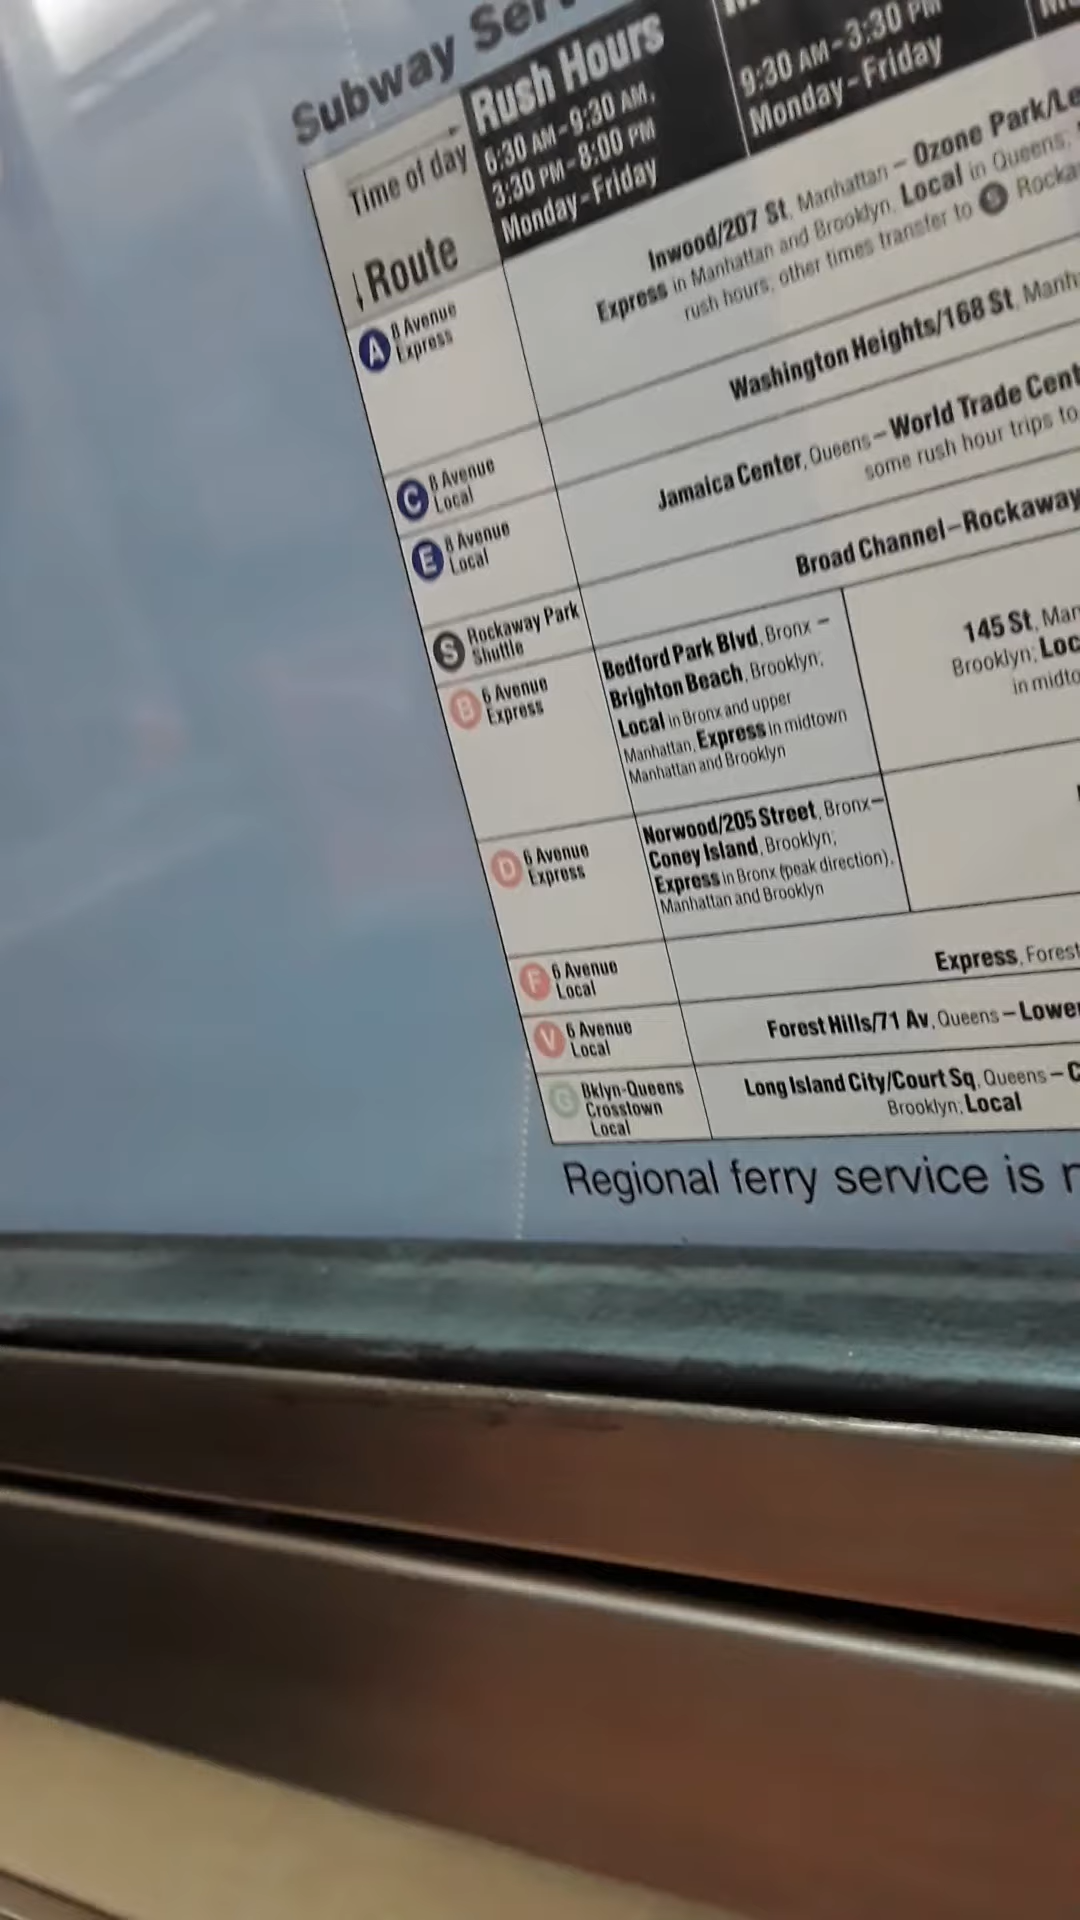 Subway Ser
Time of day
Route
Rush Hours
6:30 AM–9:30 AM,
3:30 PM–8:00 PM
Monday–Friday
9:30 AM–3:30 PM
Monday–Friday
A 8 Avenue
Express
Inwood/207 St, Manhattan – Ozone Park/Le
Express in Manhattan and Brooklyn, Local in Queens;
rush hours; other times transfer to S Rocka
C 8 Avenue
Local
Washington Heights/168 St, Manh
E 8 Avenue
Local
Jamaica Center, Queens – World Trade Cent
some rush hour trips to
S Rockaway Park
Shuttle
Broad Channel–Rockaway
B 6 Avenue
Express
Bedford Park Blvd, Bronx –
Brighton Beach, Brooklyn;
Local in Bronx and upper
Manhattan, Express in midtown
Manhattan and Brooklyn
145 St, Man
Brooklyn; Loc
in midto
D 6 Avenue
Express
Norwood/205 Street, Bronx–
Coney Island, Brooklyn;
Express in Bronx (peak direction),
Manhattan and Brooklyn
F 6 Avenue
Local
Express, Forest
V 6 Avenue
Local
Forest Hills/71 Av, Queens – Lower
G Bklyn-Queens
Crosstown
Local
Long Island City/Court Sq, Queens – C
Brooklyn; Local
Regional ferry service is